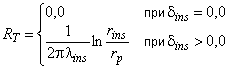 R_T = { 0,0 при δ_ins = 0,0
1/(2πλ_ins) ln r_ins/r_p при δ_ins > 0,0